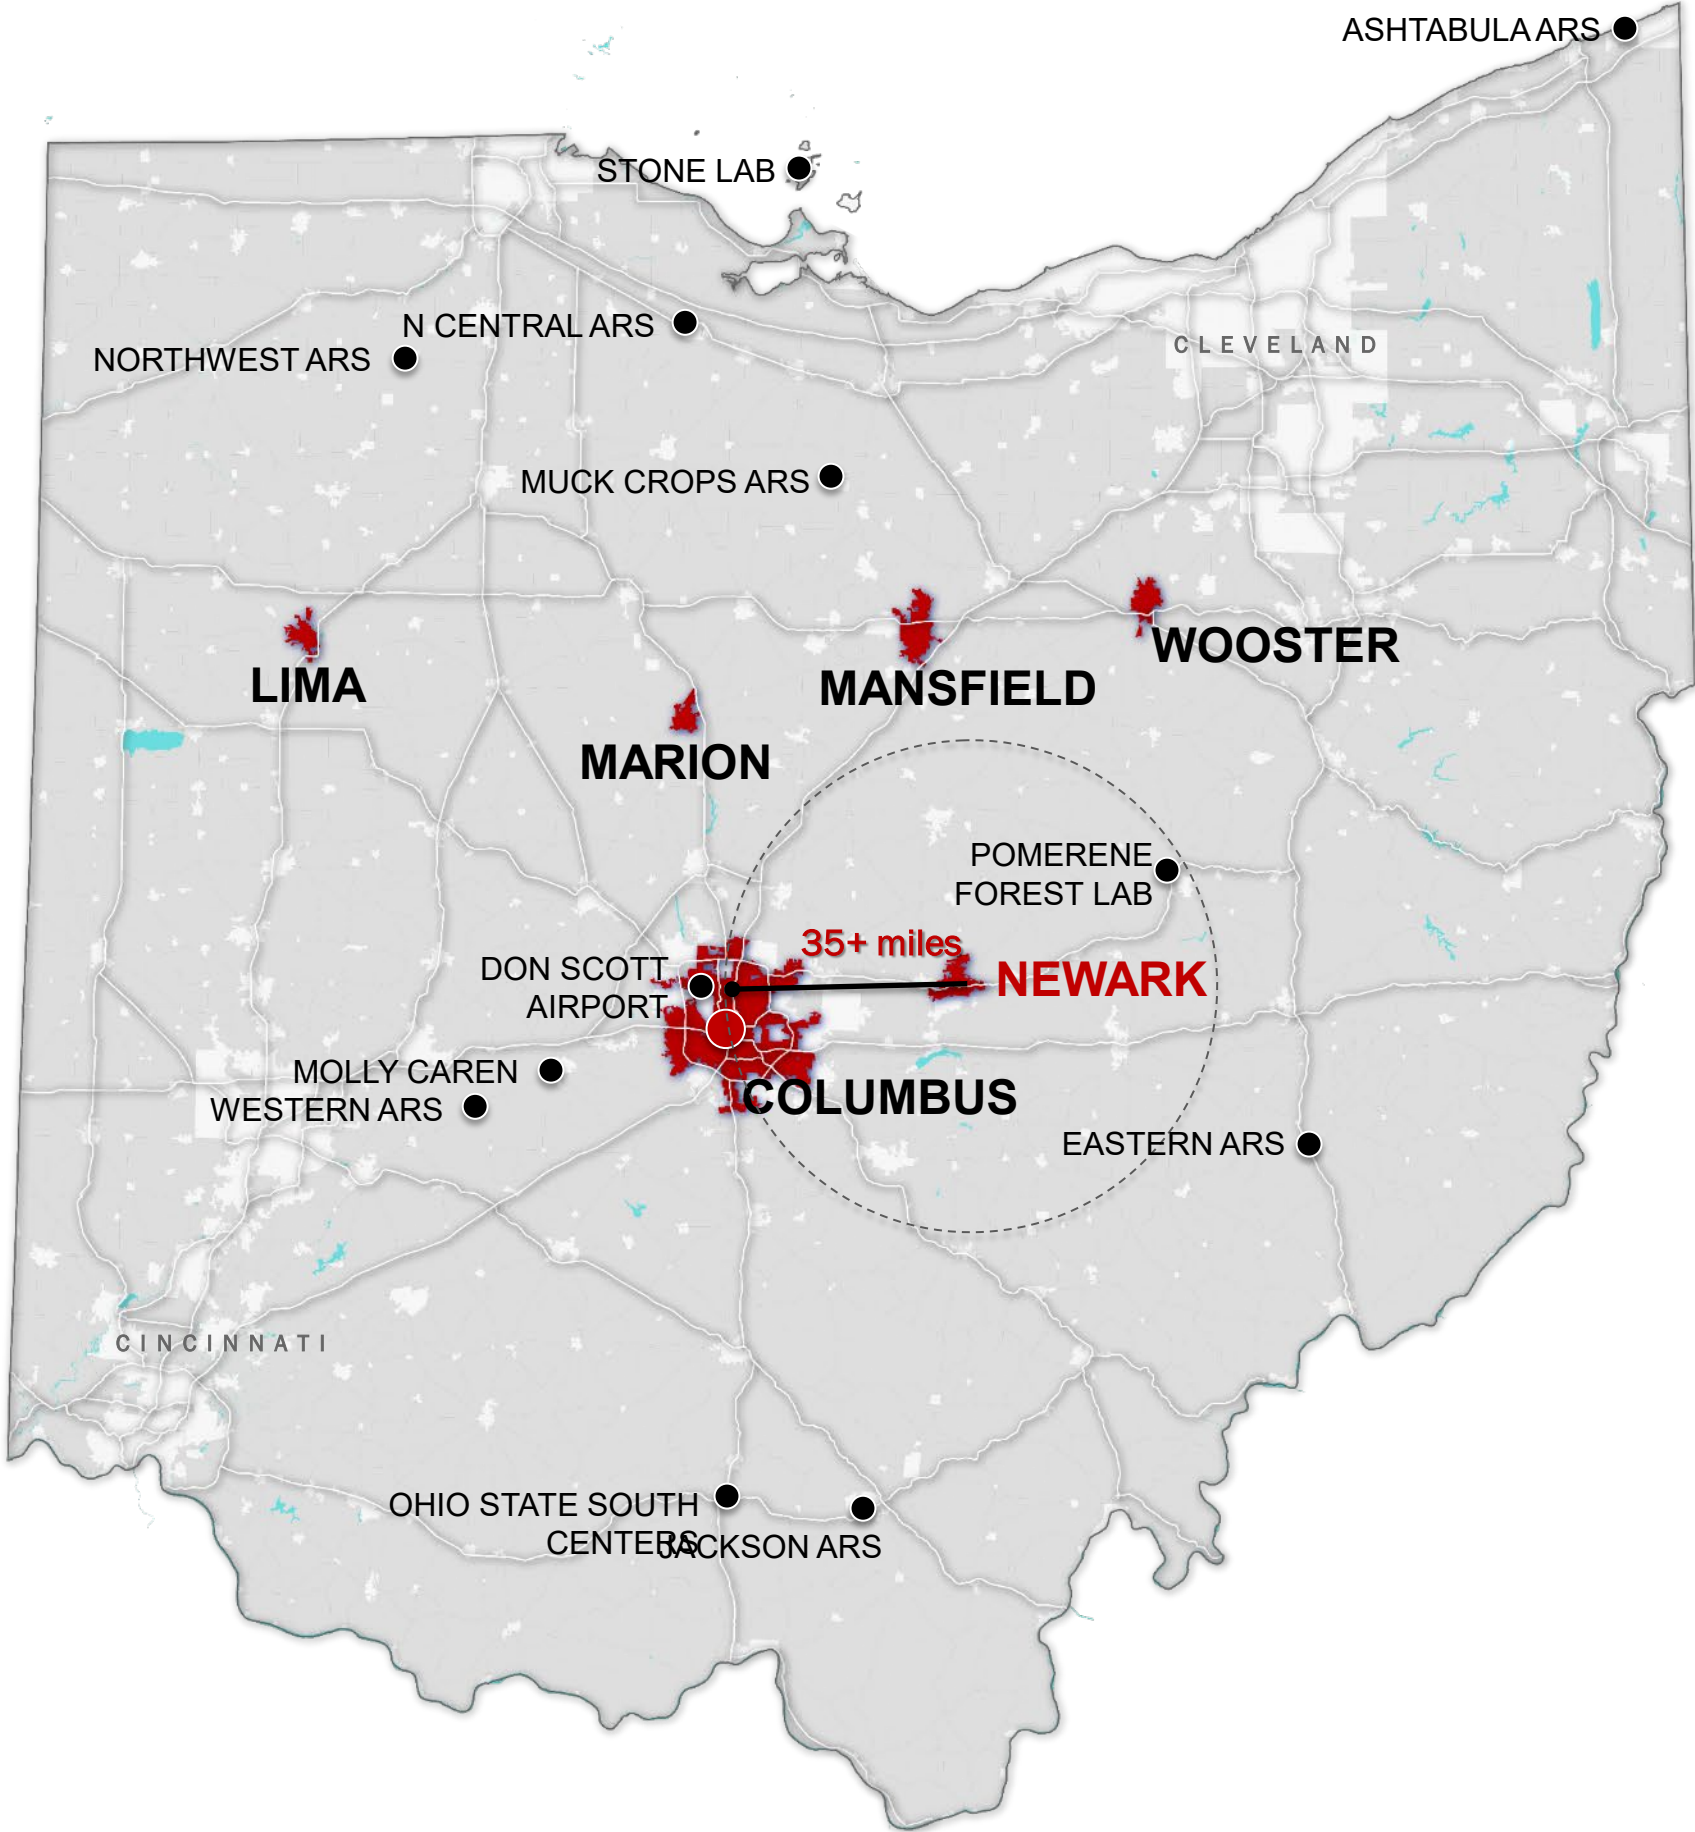 ASHTABULA ARS
STONE LAB
N CENTRAL ARS
CLEVELAND
NORTHWEST ARS
MUCK CROPS ARS
WOOSTER
LIMA
MANSFIELD
MARION
POMERENE
FOREST LAB
35+ miles
DON SCOTT
AIRPORT
NEWARK
MOLLY CAREN
COLUMBUS
WESTERN ARS
EASTERN ARS
CINCINNATI
OHIO STATE SOUTH
CENTERS
JACKSON ARS